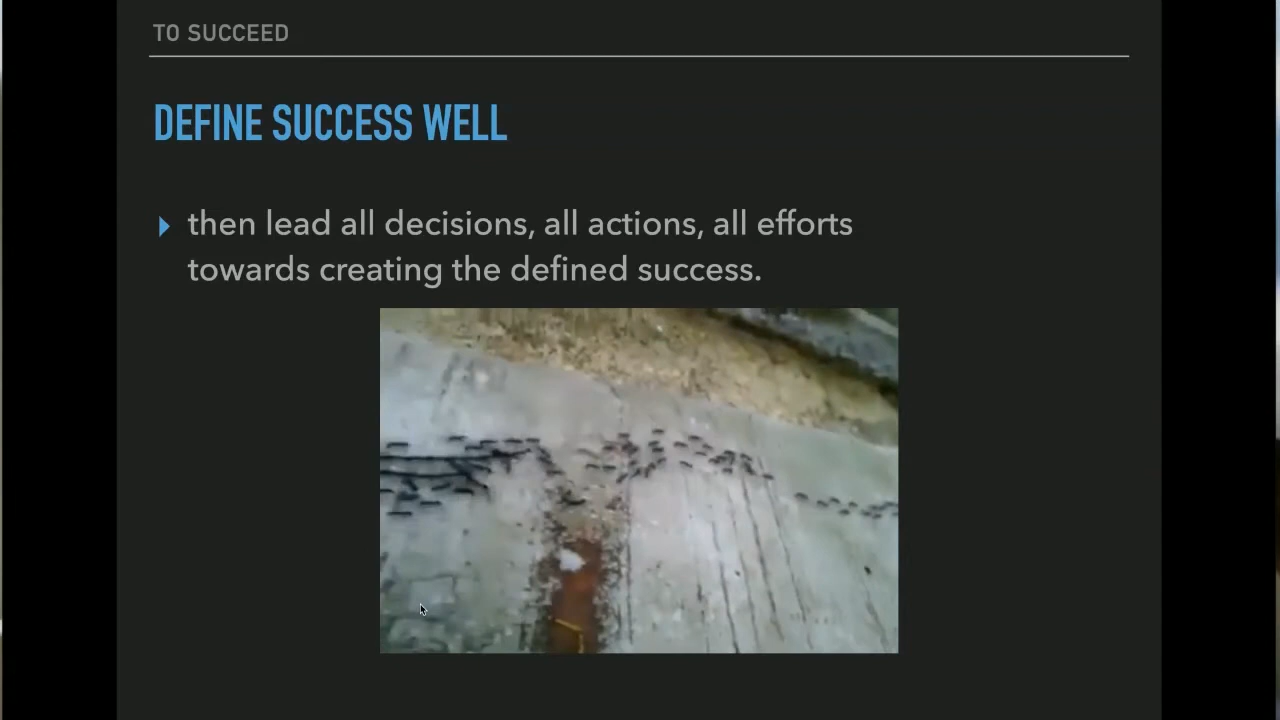 TO SUCCEED
DEFINE SUCCESS WELL
then lead all decisions, all actions, all efforts
towards creating the defined success.